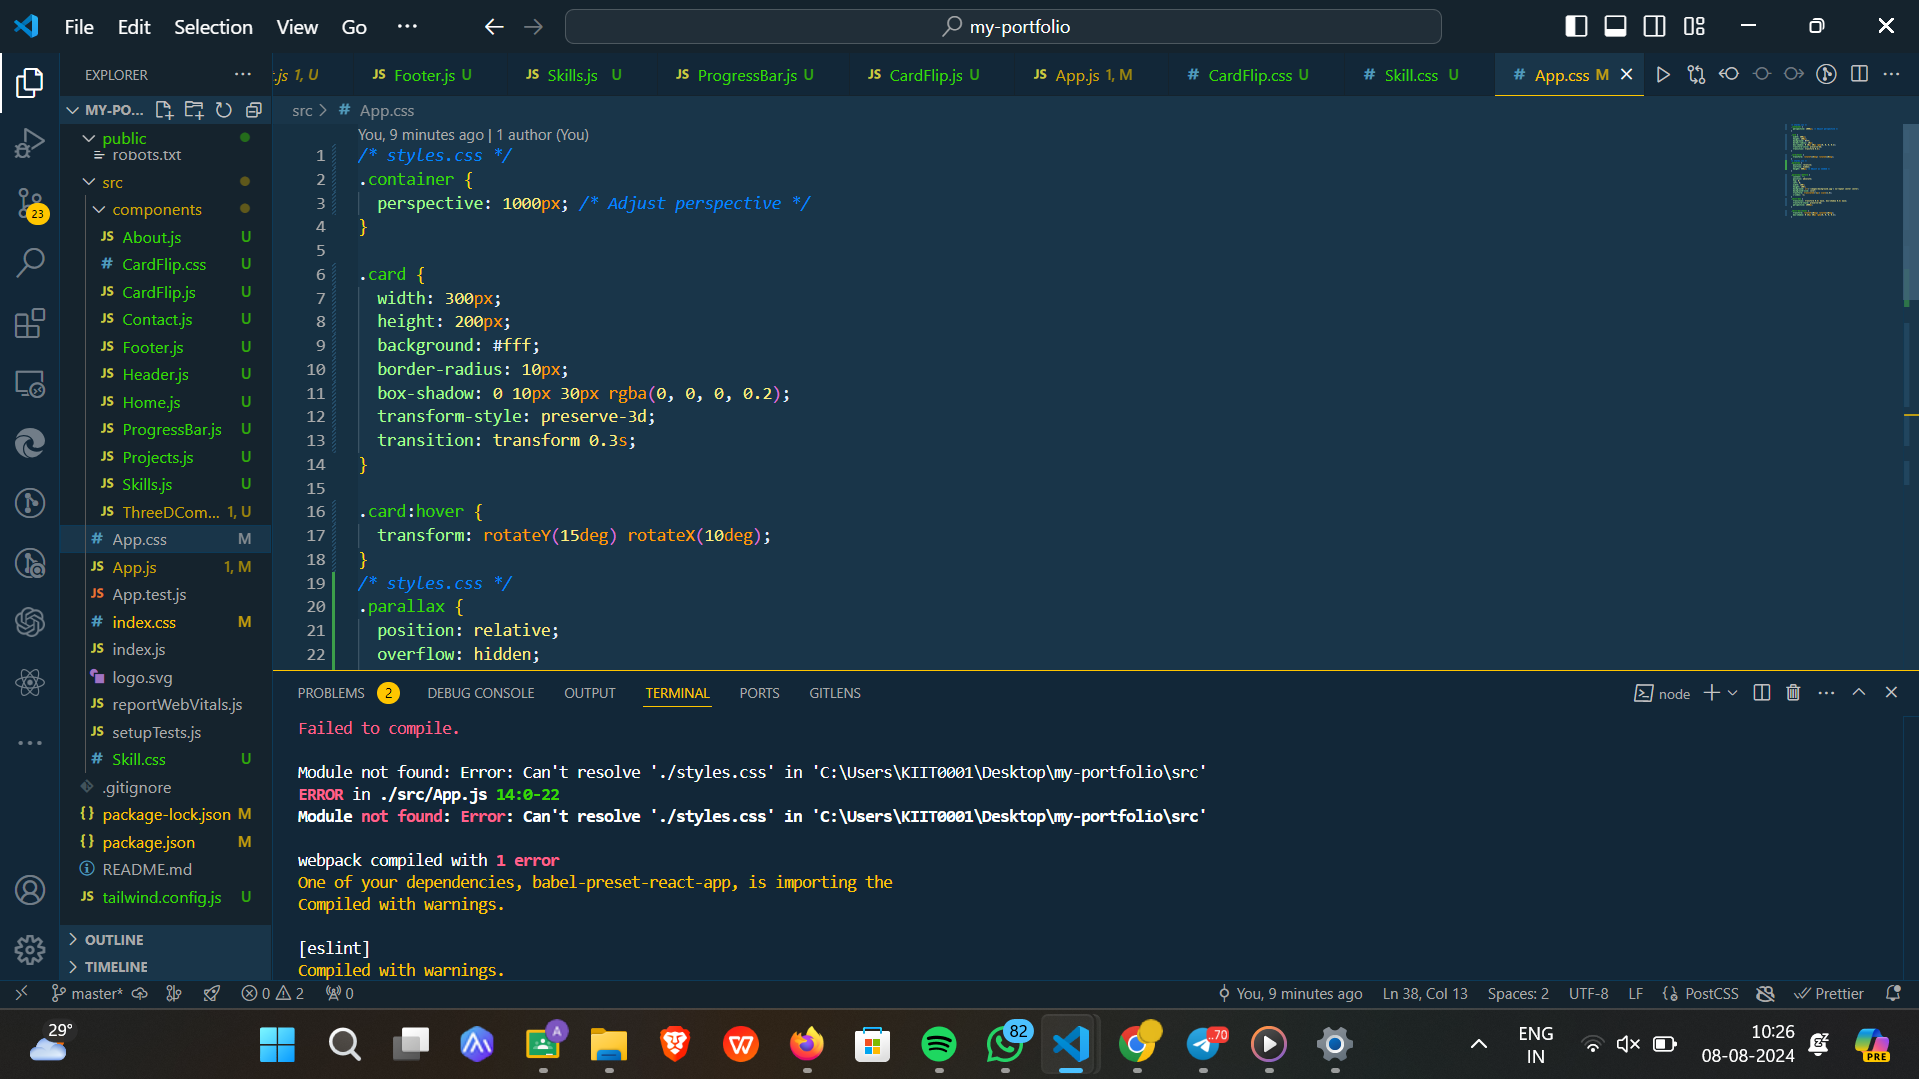 File Edit Selection View Go ···
my-portfolio
EXPLORER
MY-PO...
public
robots.txt
src
components
JS About.js U
# CardFlip.css U
JS CardFlip.js U
JS Contact.js U
JS Footer.js U
JS Header.js U
JS Home.js U
JS ProgressBar.js U
JS Projects.js U
JS Skills.js U
JS ThreeDCom... 1, U
# App.css M
JS App.js 1, M
JS App.test.js
# index.css M
JS index.js
logo.svg
JS reportWebVitals.js
JS setupTests.js
# Skill.css U
.gitignore
{} package-lock.json M
{} package.json M
README.md
JS tailwind.config.js U
OUTLINE
TIMELINE
23
.js 1, U JS Footer.js U JS Skills.js U JS ProgressBar.js U JS CardFlip.js U JS App.js 1, M # CardFlip.css U # Skill.css U # App.css M
src > # App.css
You, 9 minutes ago | 1 author (You)
1 /* styles.css */
2 .container {
3 perspective: 1000px; /* Adjust perspective */
4 }
5
6 .card {
7 width: 300px;
8 height: 200px;
9 background: #fff;
10 border-radius: 10px;
11 box-shadow: 0 10px 30px rgba(0, 0, 0, 0.2);
12 transform-style: preserve-3d;
13 transition: transform 0.3s;
14 }
15
16 .card:hover {
17 transform: rotateY(15deg) rotateX(10deg);
18 }
19 /* styles.css */
20 .parallax {
21 position: relative;
22 overflow: hidden;
PROBLEMS 2 DEBUG CONSOLE OUTPUT TERMINAL PORTS GITLENS
node
Failed to compile.
Module not found: Error: Can't resolve './styles.css' in 'C:\Users\KIIT0001\Desktop\my-portfolio\src'
ERROR in ./src/App.js 14:0-22
Module not found: Error: Can't resolve './styles.css' in 'C:\Users\KIIT0001\Desktop\my-portfolio\src'
webpack compiled with 1 error
One of your dependencies, babel-preset-react-app, is importing the
Compiled with warnings.
[eslint]
Compiled with warnings.
master* 0 2 0
You, 9 minutes ago Ln 38, Col 13 Spaces: 2 UTF-8 LF {} PostCSS Prettier
29°
A
82
70
ENG
IN
10:26
08-08-2024
PRE